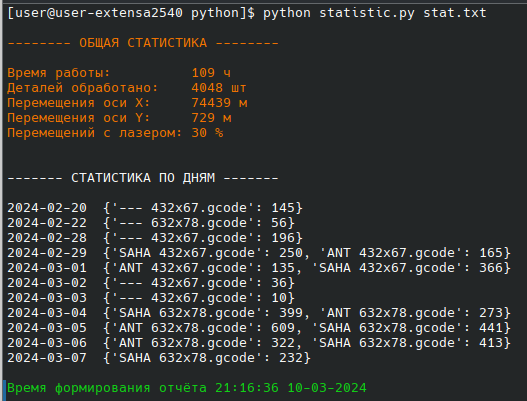 [user@user-extensa2540 python]$ python statistic.py stat.txt
-------- ОБЩАЯ СТАТИСТИКА --------
Время работы: 109 ч
Деталей обработано: 4048 шт
Перемещения оси X: 74439 м
Перемещения оси Y: 729 м
Перемещений с лазером: 30 %
------- СТАТИСТИКА ПО ДНЯМ -------
2024-02-20 {'--- 432x67.gcode': 145}
2024-02-22 {'--- 632x78.gcode': 56}
2024-02-28 {'--- 432x67.gcode': 196}
2024-02-29 {'SAHA 432x67.gcode': 250, 'ANT 432x67.gcode': 165}
2024-03-01 {'ANT 432x67.gcode': 135, 'SAHA 432x67.gcode': 366}
2024-03-02 {'--- 432x67.gcode': 36}
2024-03-03 {'--- 432x67.gcode': 10}
2024-03-04 {'SAHA 632x78.gcode': 399, 'ANT 632x78.gcode': 273}
2024-03-05 {'ANT 632x78.gcode': 609, 'SAHA 632x78.gcode': 441}
2024-03-06 {'ANT 632x78.gcode': 322, 'SAHA 632x78.gcode': 413}
2024-03-07 {'SAHA 632x78.gcode': 232}
Время формирования отчёта 21:16:36 10-03-2024